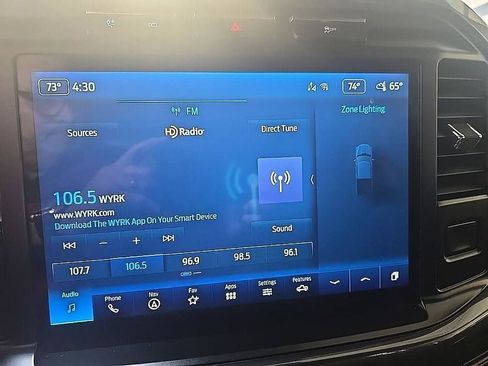 73° 4:30 74° 65°
FM
Zone Lighting
Sources HD Radio Direct Tune
106.5 WYRK
www.WYRK.com
Download The WYRK App On Your Smart Device
Sound
107.7 106.5 96.9 98.5 96.1
Audio Phone Nav Fav Apps Settings Features